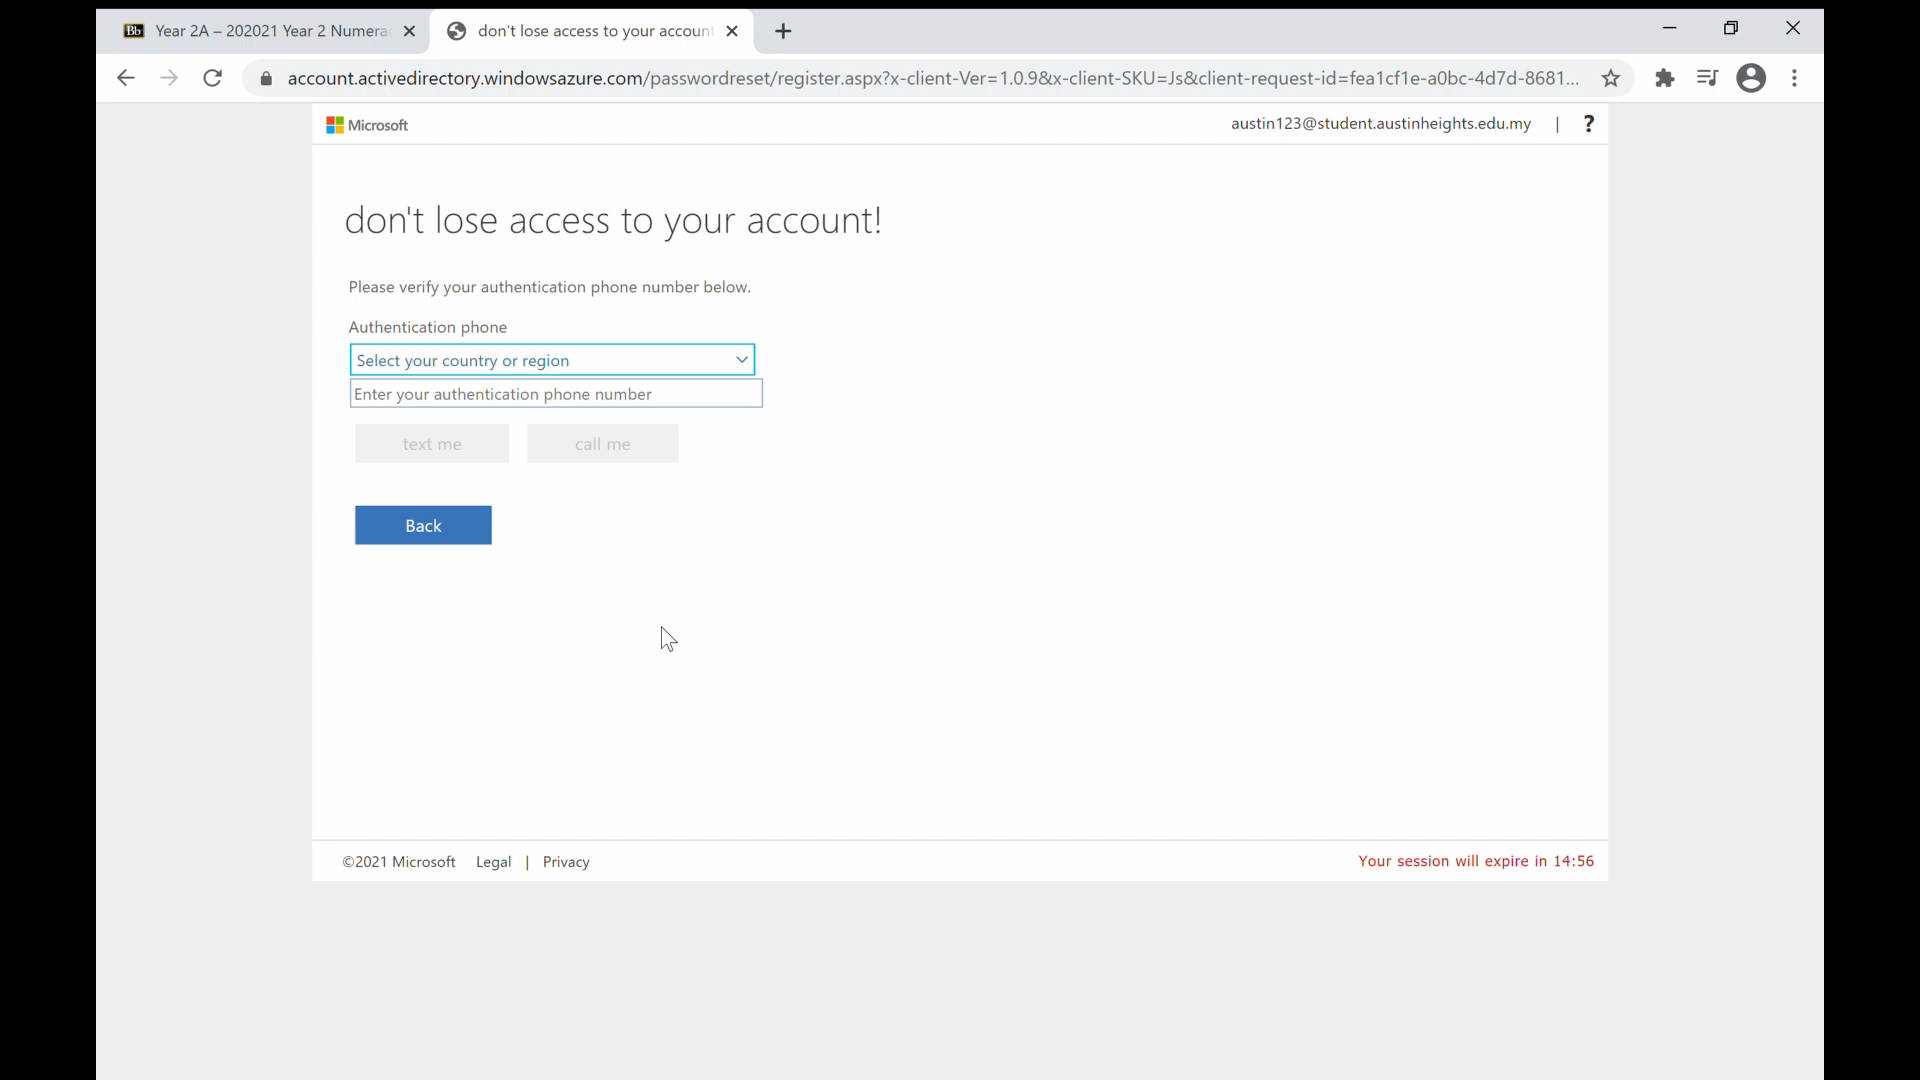 Bb Year 2A – 202021 Year 2 Numera
don't lose access to your account
account.activedirectory.windowsazure.com/passwordreset/register.aspx?x-client-Ver=1.0.9&x-client-SKU=Js&client-request-id=fea1cf1e-a0bc-4d7d-8681...
Microsoft
austin123@student.austinheights.edu.my | ?
don't lose access to your account!
Please verify your authentication phone number below.
Authentication phone
Select your country or region
Enter your authentication phone number
text me
call me
Back
©2021 Microsoft Legal | Privacy
Your session will expire in 14:56